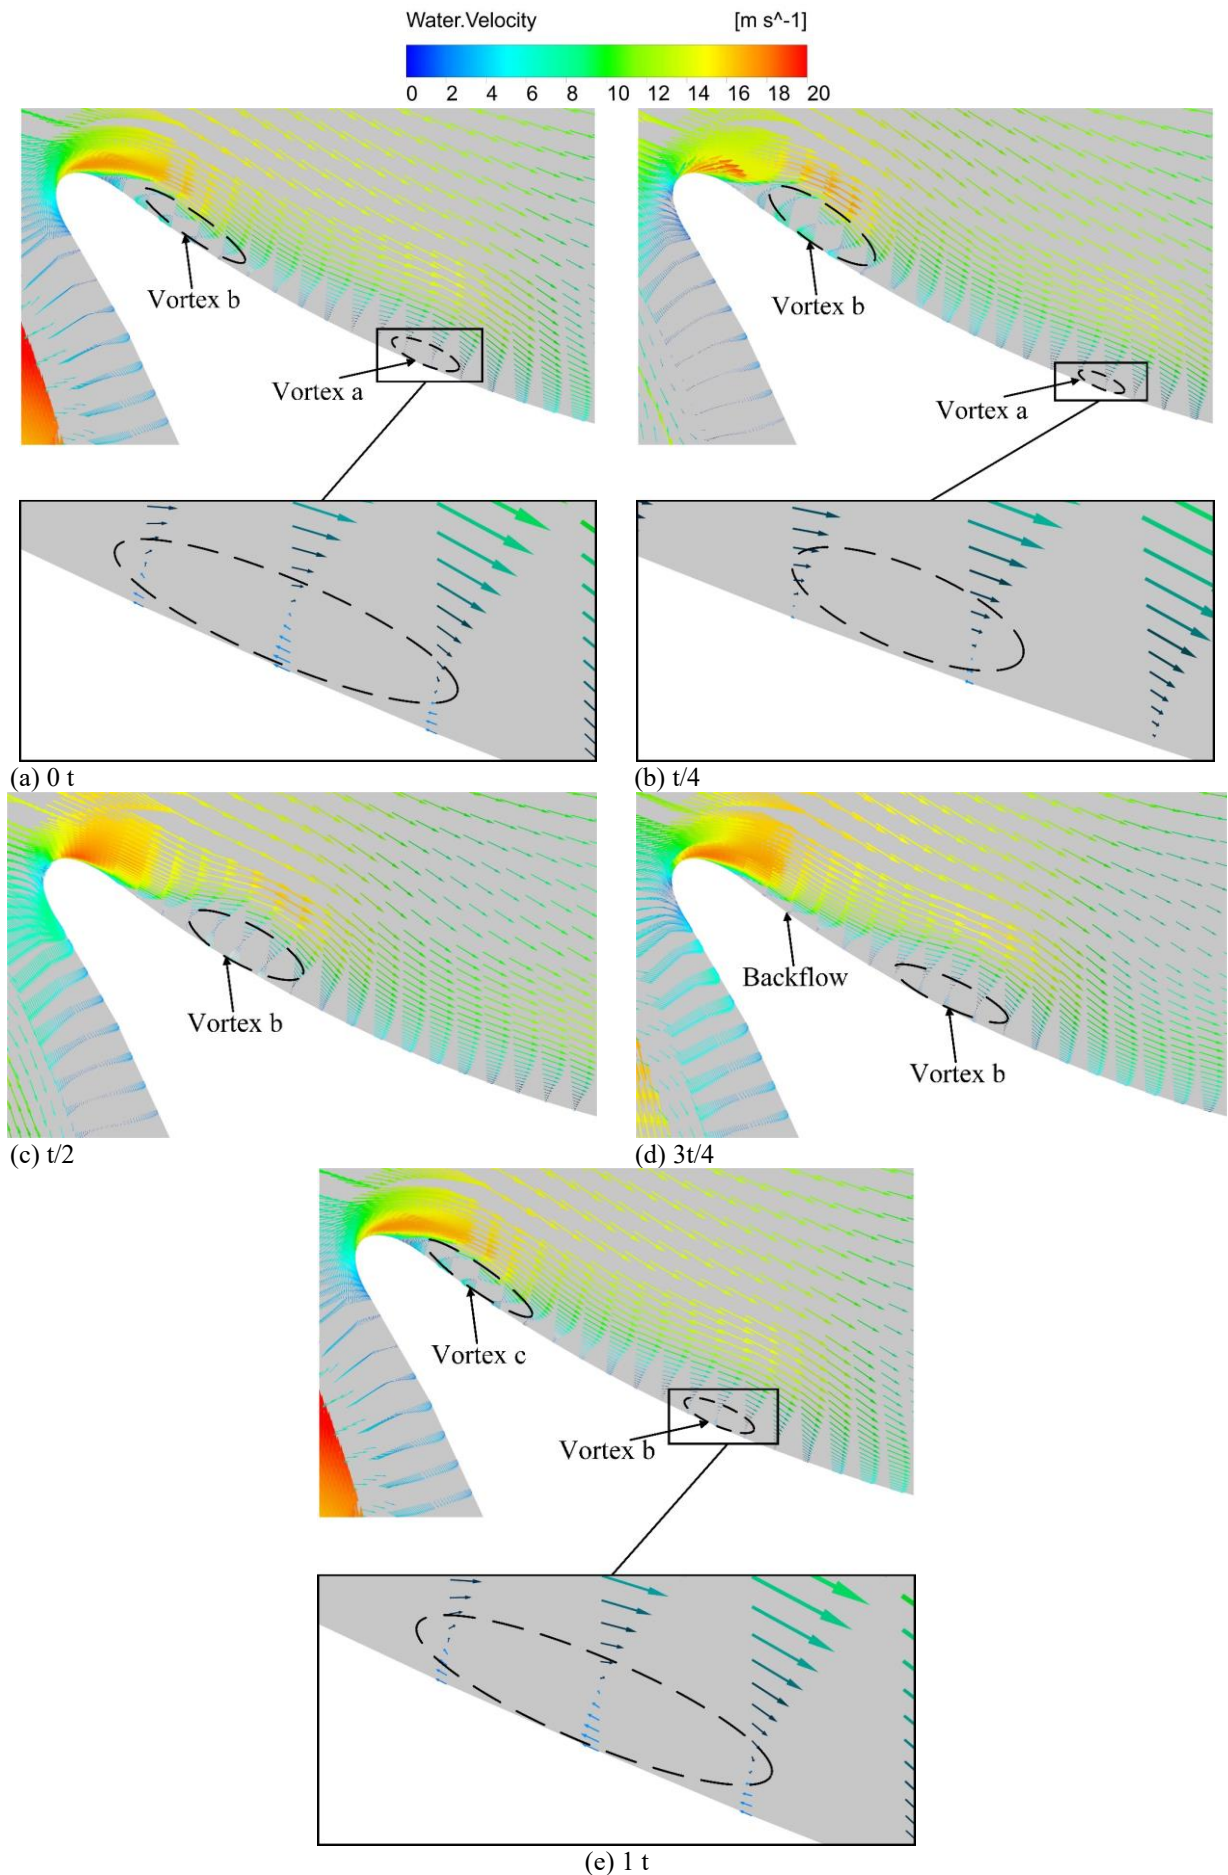 Water.Velocity [m s^-1]
0 2 4 6 8 10 12 14 16 18 20
Vortex b
Vortex a
Vortex b
Vortex a
(a) 0 t
(b) t/4
Vortex b
Backflow
Vortex b
(c) t/2
(d) 3t/4
Vortex c
Vortex b
(e) 1 t